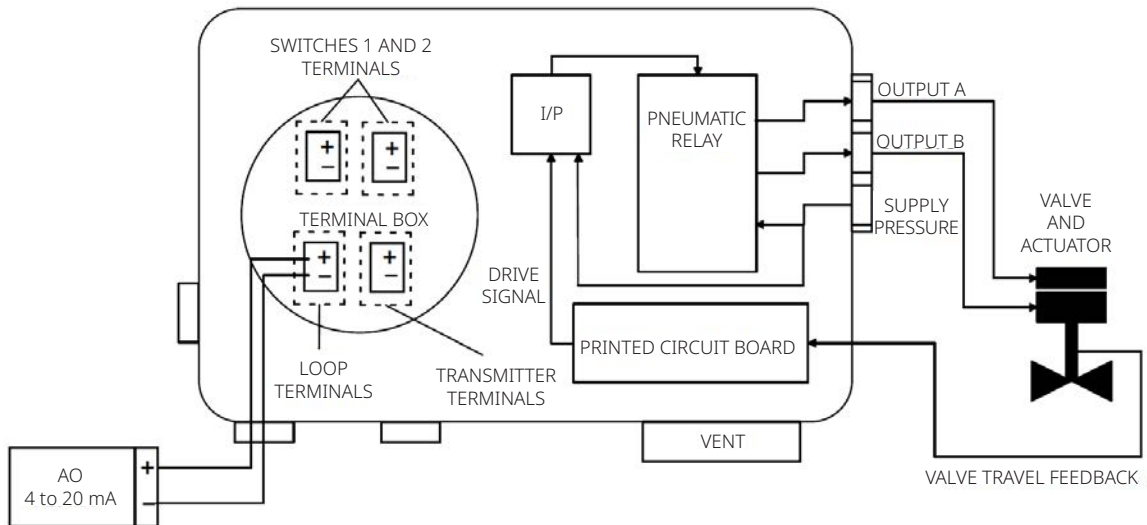 SWITCHES 1 AND 2
TERMINALS
+
−
+
−
TERMINAL BOX
+
−
+
−
LOOP
TERMINALS
TRANSMITTER
TERMINALS
I/P
PNEUMATIC
RELAY
DRIVE
SIGNAL
PRINTED CIRCUIT BOARD
OUTPUT A
OUTPUT B
SUPPLY
PRESSURE
VALVE
AND
ACTUATOR
VENT
VALVE TRAVEL FEEDBACK
AO
4 to 20 mA
+
−